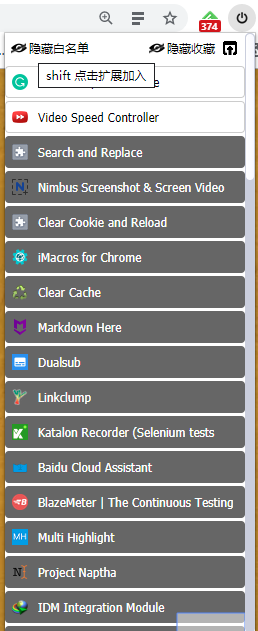 374
隐藏白名单
隐藏收藏
shift 点击扩展加入
Video Speed Controller
Search and Replace
Nimbus Screenshot & Screen Video
Clear Cookie and Reload
iMacros for Chrome
Clear Cache
Markdown Here
Dualsub
Linkclump
Katalon Recorder (Selenium tests
Baidu Cloud Assistant
BlazeMeter | The Continuous Testing
MH Multi Highlight
Project Naptha
IDM Integration Module